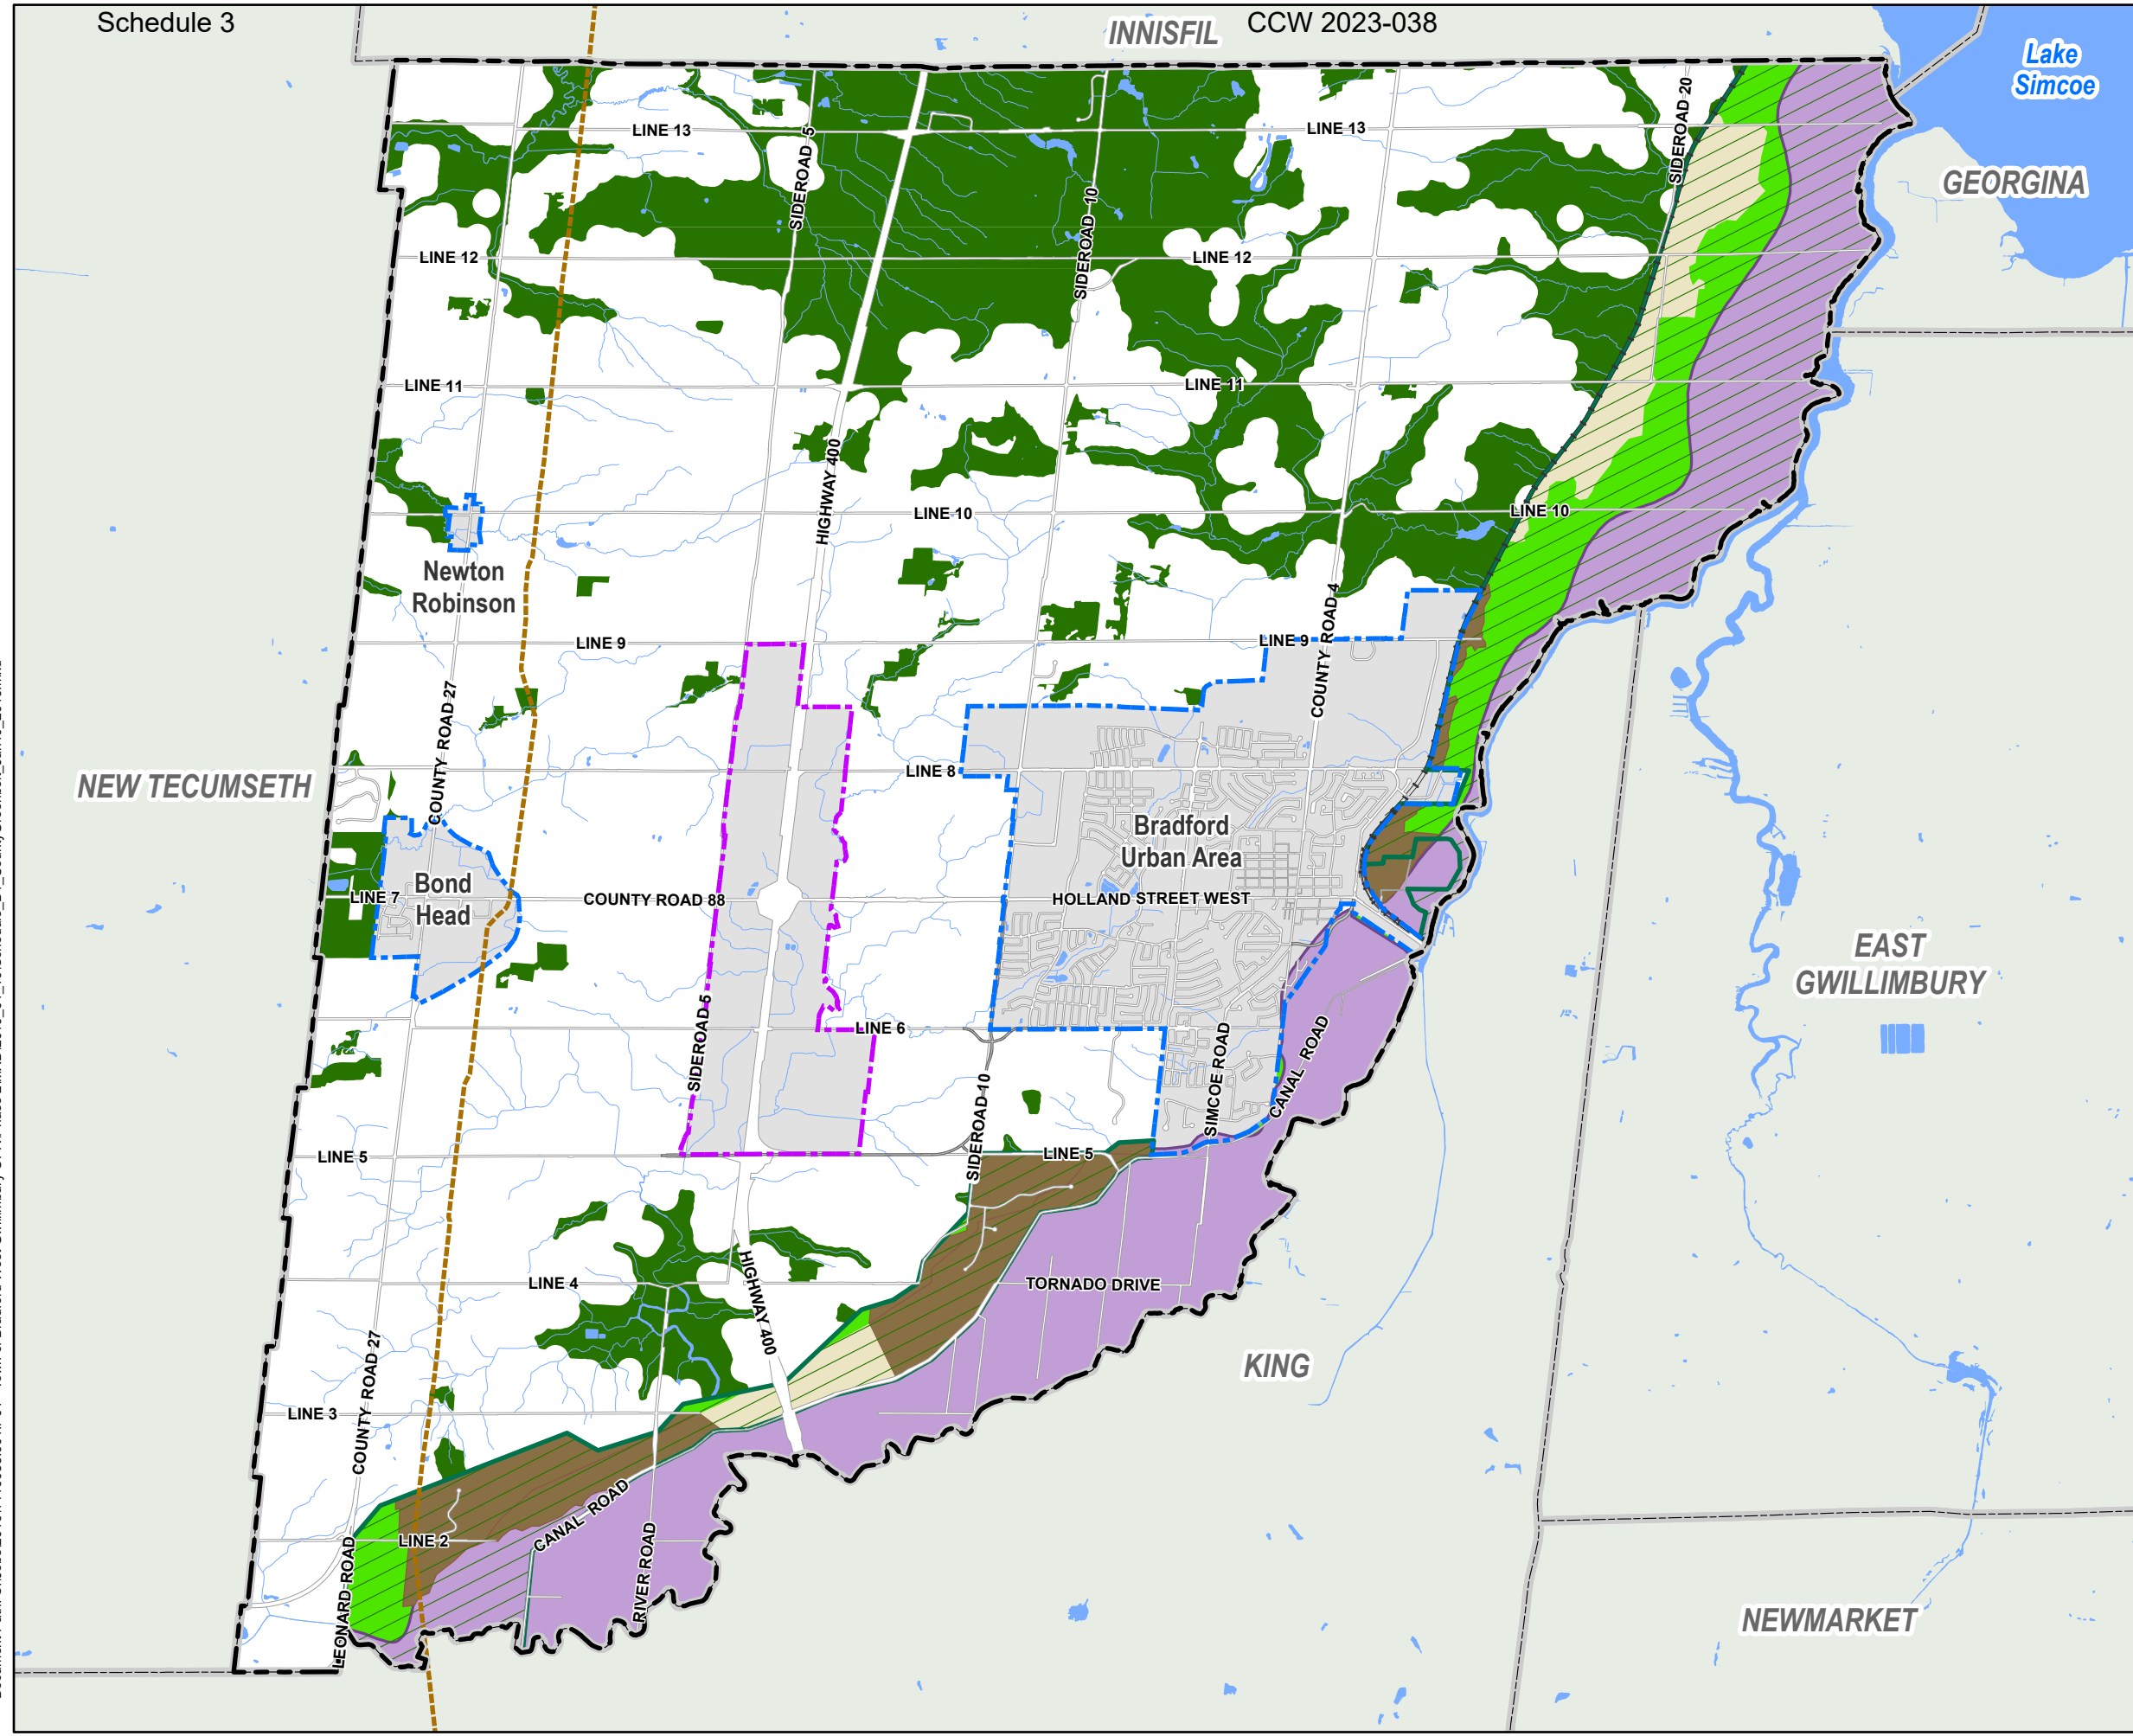 Schedule 3
CCW 2023-038
INNISFIL
Lake
Simcoe
LINE 13
LINE 13
SIDEROAD 5
SIDEROAD 20
GEORGINA
SIDEROAD 10
LINE 12
LINE 12
LINE 11
LINE 11
HIGHWAY 400
LINE 10
LINE 10
Newton
Robinson
LINE 9
LINE 9
COUNTY ROAD 4
COUNTY ROAD 27
NEW TECUMSETH
LINE 8
Bradford
Urban Area
Bond
Head
LINE 7
COUNTY ROAD 88
HOLLAND STREET WEST
EAST
GWILLIMBURY
SIDEROAD 5
LINE 6
SIDEROAD 10
SIMCOE ROAD
CANAL ROAD
LINE 5
LINE 5
LINE 4
HIGHWAY 400
TORNADO DRIVE
KING
COUNTY ROAD 27
LINE 3
CANAL ROAD
LINE 2
RIVER ROAD
LEONARD ROAD
NEWMARKET